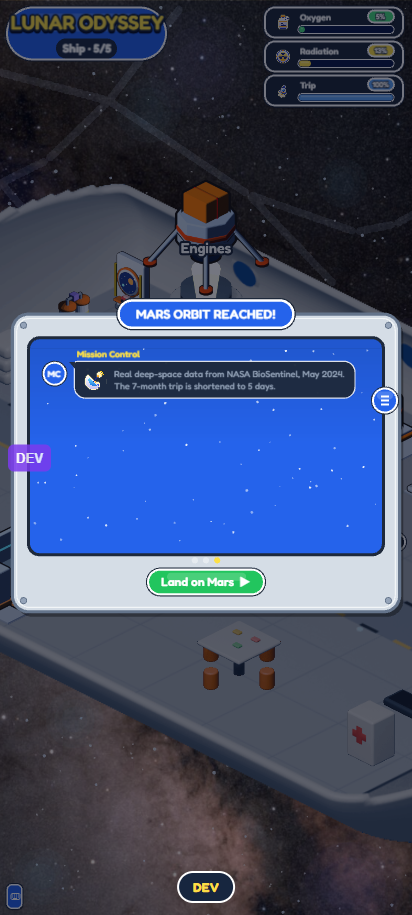 LUNAR ODYSSEY
Ship · 5/5
Oxygen 5%
Radiation 12%
Trip 100%
Engines
MARS ORBIT REACHED!
Mission Control
MC
Real deep-space data from NASA BioSentinel, May 2024.
The 7-month trip is shortened to 5 days.
DEV
Land on Mars
DEV